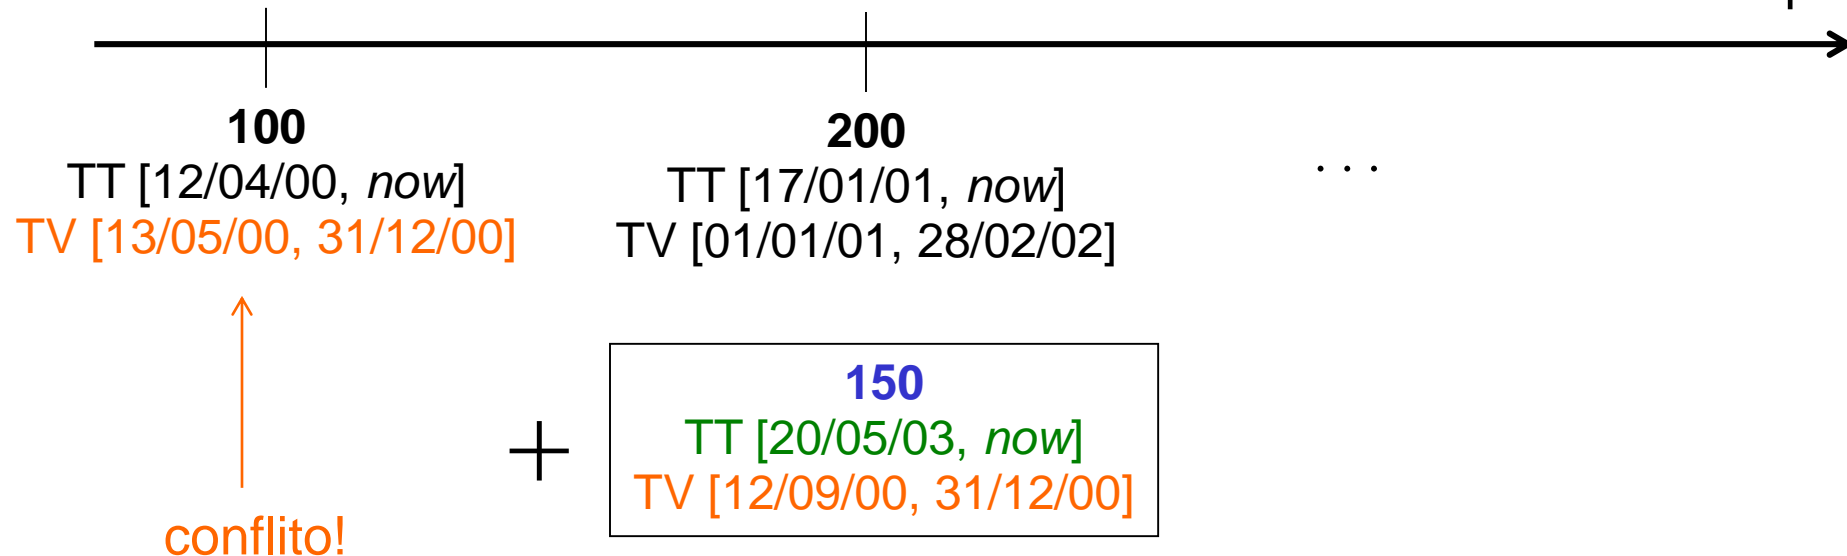 100
TT [12/04/00, now]
TV [13/05/00, 31/12/00]
200
TT [17/01/01, now]
TV [01/01/01, 28/02/02]
. . .
conflito!
+
150
TT [20/05/03, now]
TV [12/09/00, 31/12/00]